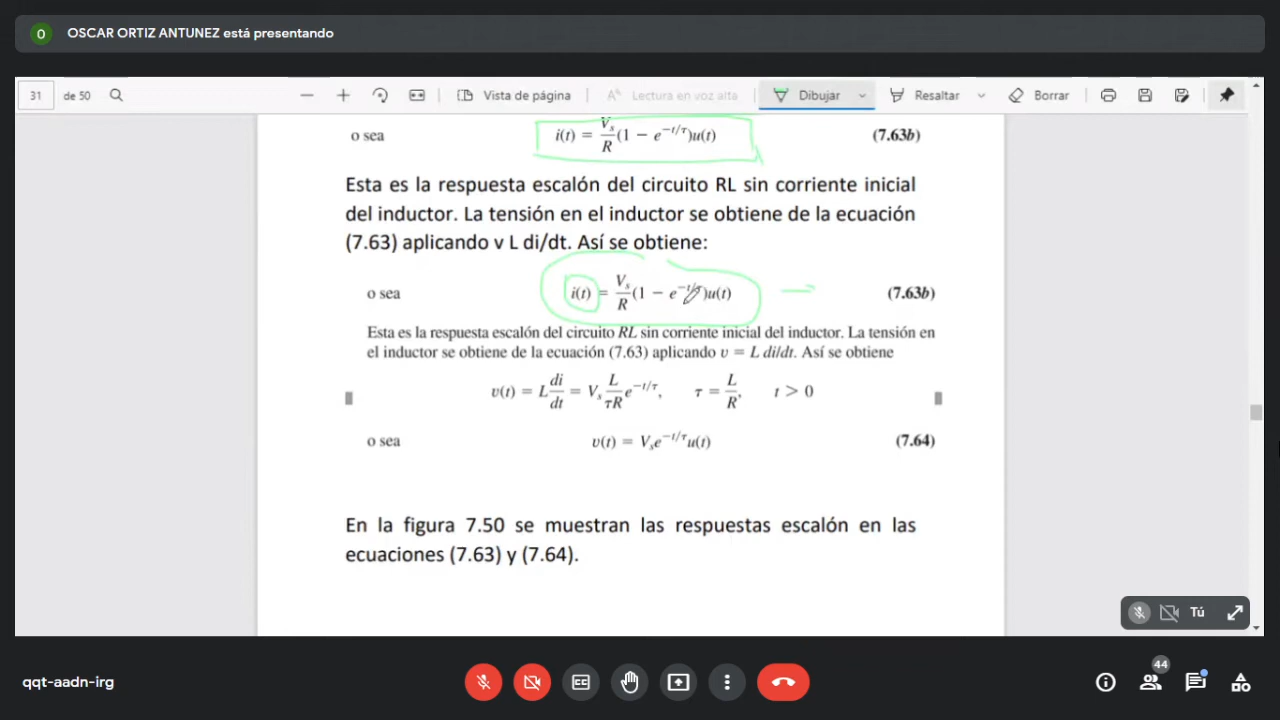 O OSCAR ORTIZ ANTUNEZ está presentando
31 de 50 Vista de página Lectura en voz alta Dibujar Resaltar Borrar
o sea i(t) = V_s/R (1 − e^{−t/τ})u(t) (7.63b)
Esta es la respuesta escalón del circuito RL sin corriente inicial
del inductor. La tensión en el inductor se obtiene de la ecuación
(7.63) aplicando v L di/dt. Así se obtiene:
o sea i(t) = V_s/R (1 − e^{−t/τ})u(t) (7.63b)
Esta es la respuesta escalón del circuito RL sin corriente inicial del inductor. La tensión en
el inductor se obtiene de la ecuación (7.63) aplicando v = L di/dt. Así se obtiene
v(t) = L di/dt = V_s L/τR e^{−t/τ}, τ = L/R, t > 0
o sea v(t) = V_s e^{−t/τ} u(t) (7.64)
En la figura 7.50 se muestran las respuestas escalón en las
ecuaciones (7.63) y (7.64).
Tú
qqt-aadn-irg
44